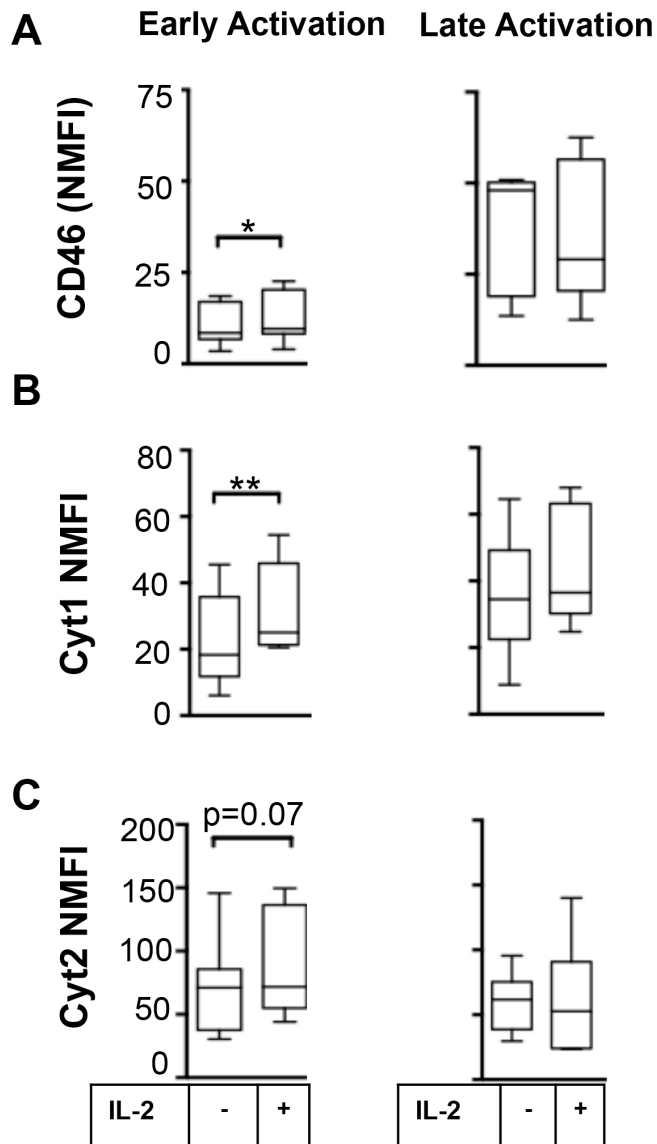 A
Early Activation
Late Activation
CD46 (NMFI)
75
50
25
0
*
B
Cyt1 NMFI
80
60
40
20
0
**
C
Cyt2 NMFI
200
150
100
50
0
p=0.07
IL-2 - +
IL-2 - +